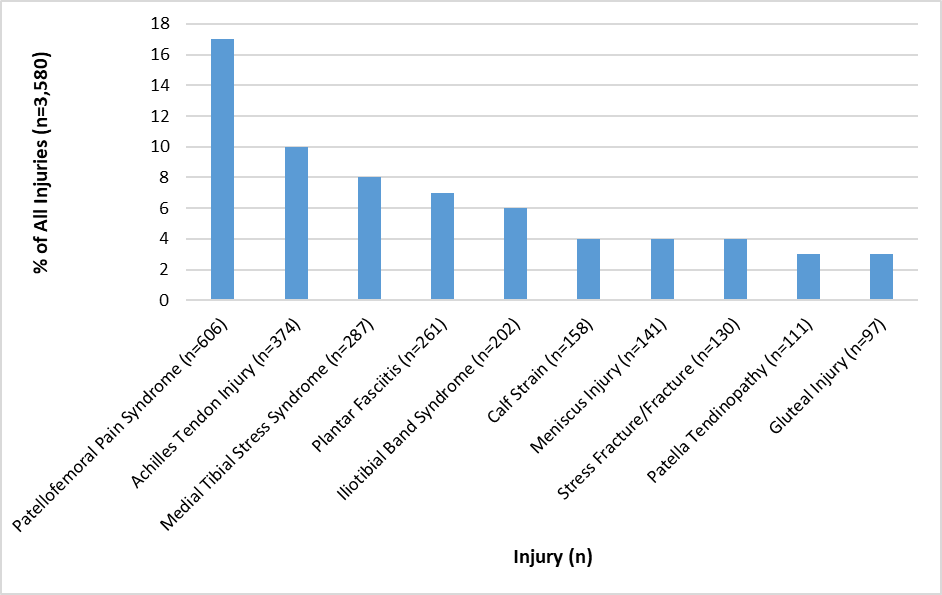 % of All Injuries (n=3,580)
18
16
14
12
10
8
6
4
2
0
Patellofemoral Pain Syndrome (n=606)
Achilles Tendon Injury (n=374)
Medial Tibial Stress Syndrome (n=287)
Plantar Fasciitis (n=261)
Iliotibial Band Syndrome (n=202)
Calf Strain (n=158)
Meniscus Injury (n=141)
Stress Fracture/Fracture (n=130)
Patella Tendinopathy (n=111)
Gluteal Injury (n=97)
Injury (n)